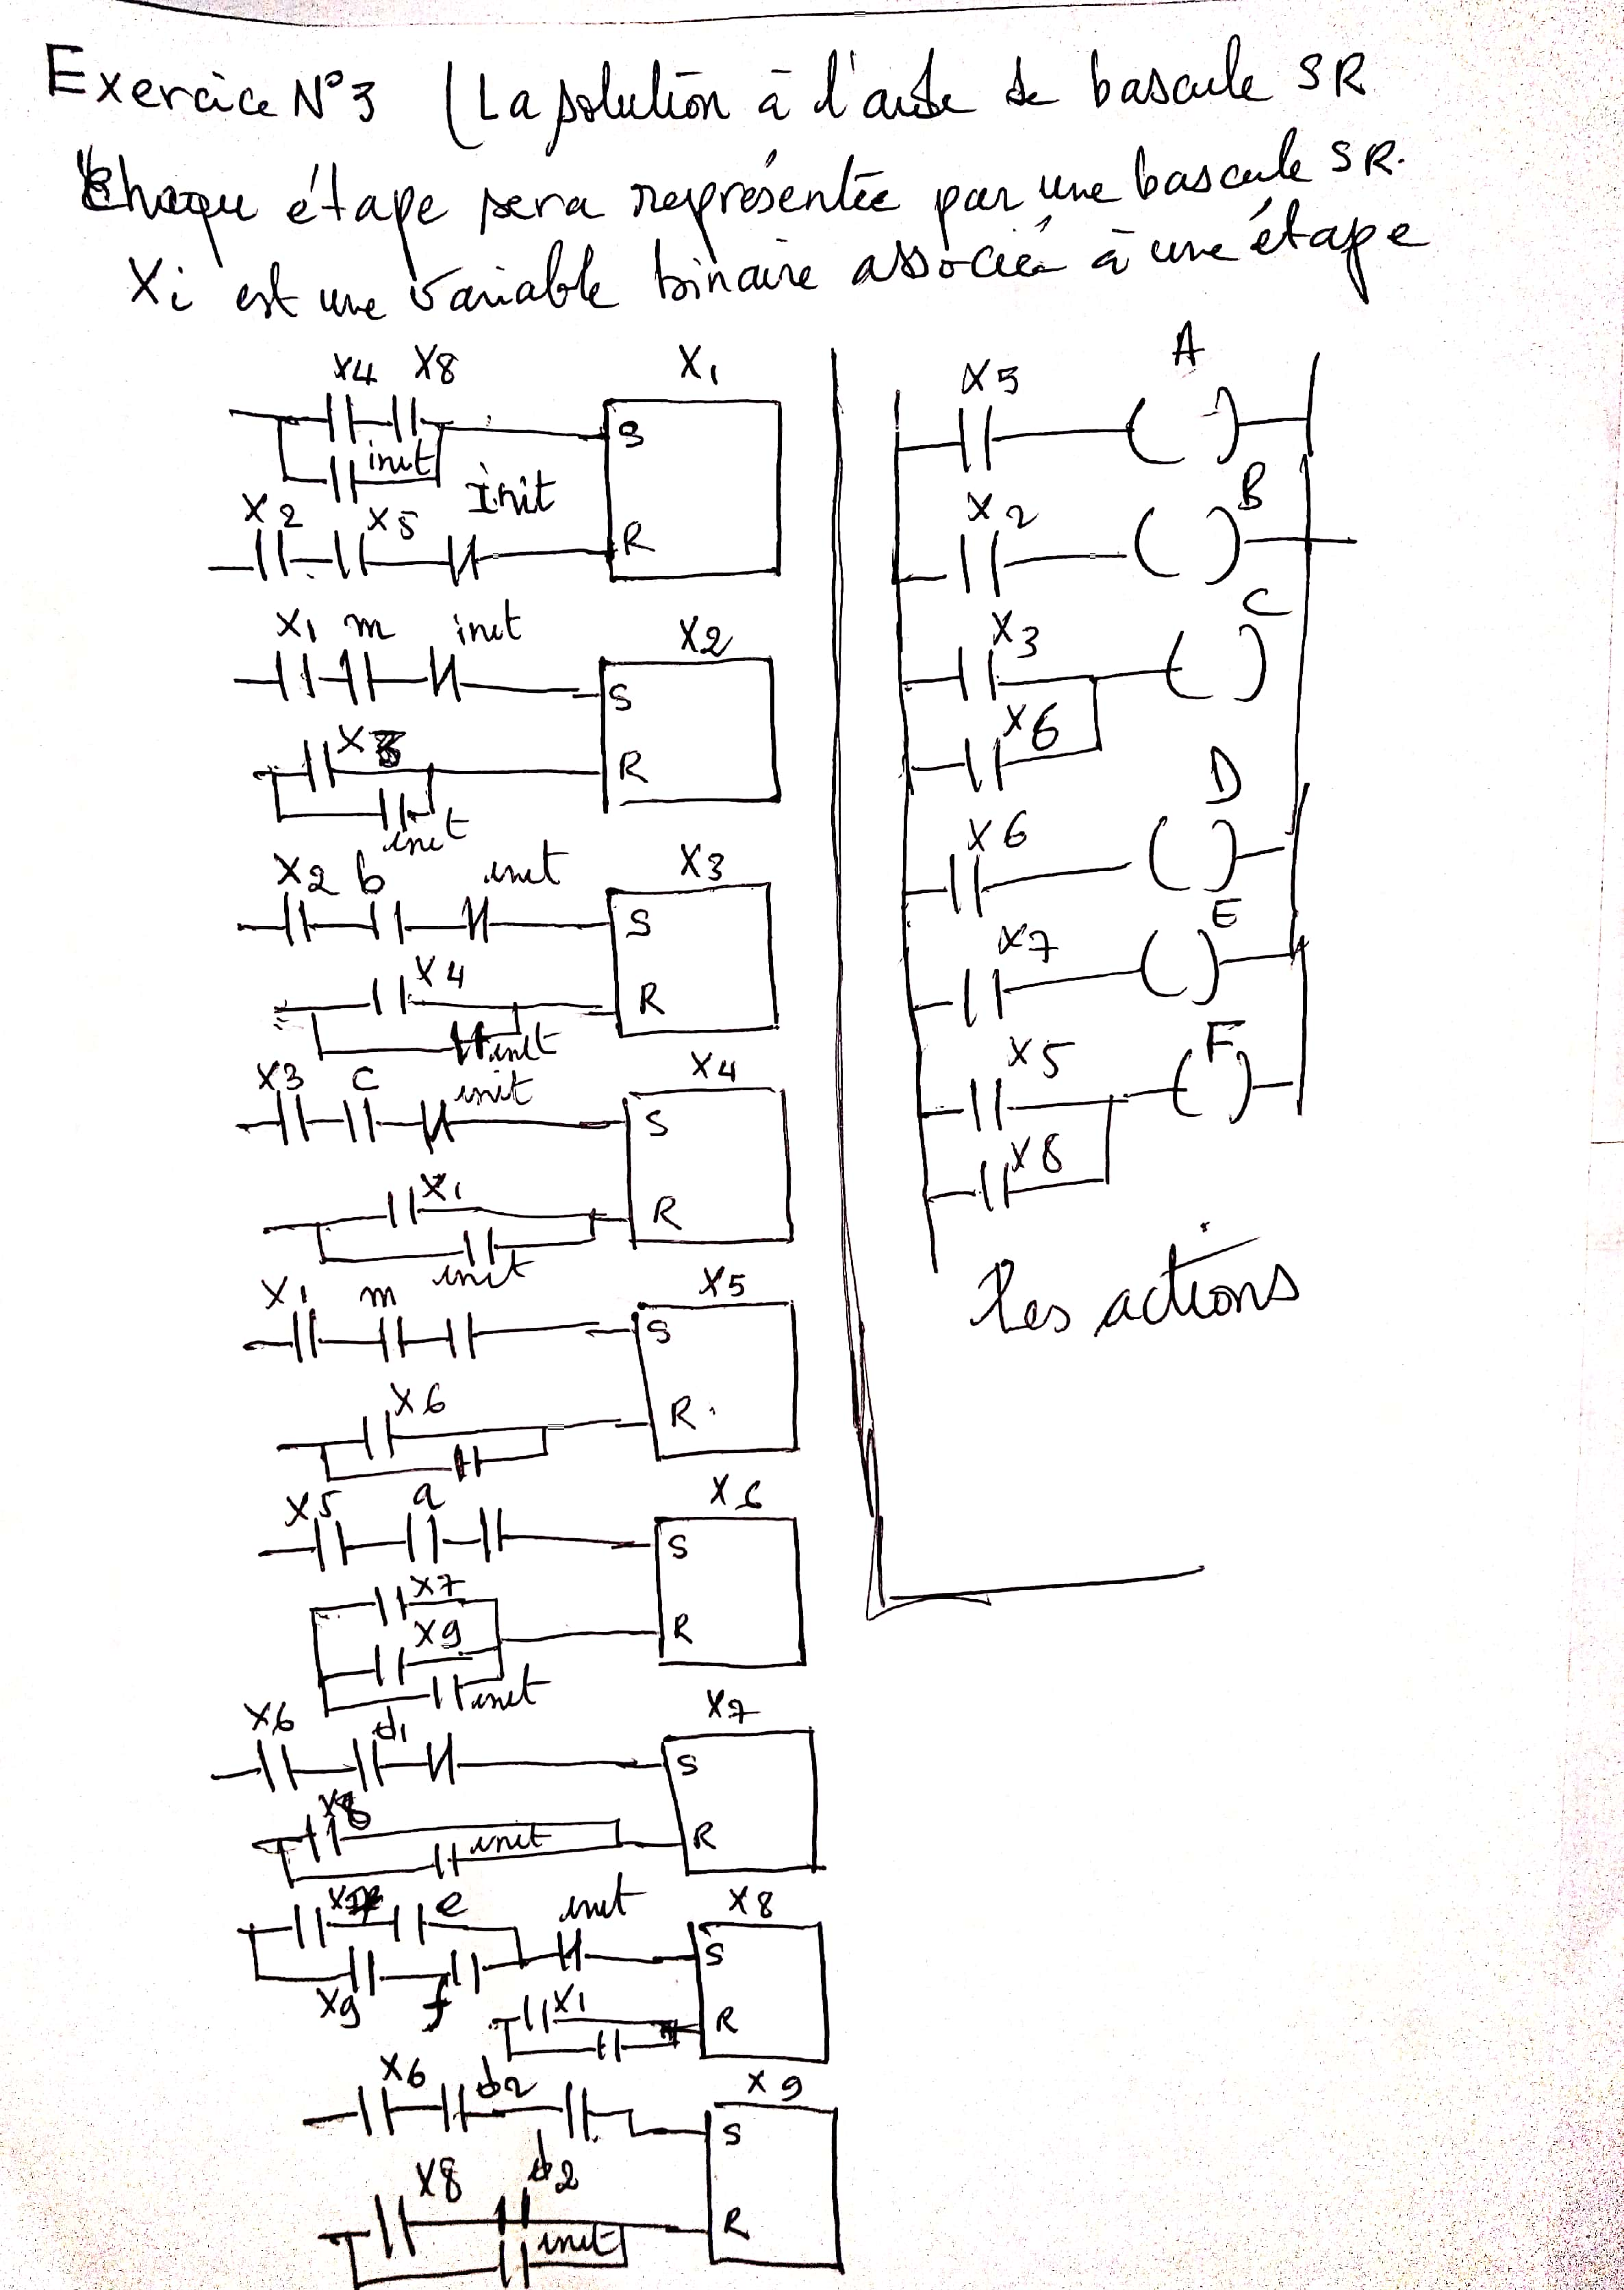 Exercice N°3 (La solution à l'aide de bascule SR
Chaque étape sera représentée par une bascule SR.
Xi est une variable binaire associée à une étape
X4 X8 X1
S
init
Init
X2 X5
R
X1 m init X2
S
R
init
X2 b init X3
S
X4
R
init
X3 C init X4
S
X1
R
init
X1 m X5
S
X6
R
X5 a X6
S
X7
X9
R
init
X6 d1 X7
S
X8
init R
e init X8
S
X9 f
X1
R
X6 d2 X9
S
X8 d2
R
init
X5 A
X2 B
X3 C
X6
X6 D
X7 E
X5 F
X8
les actions